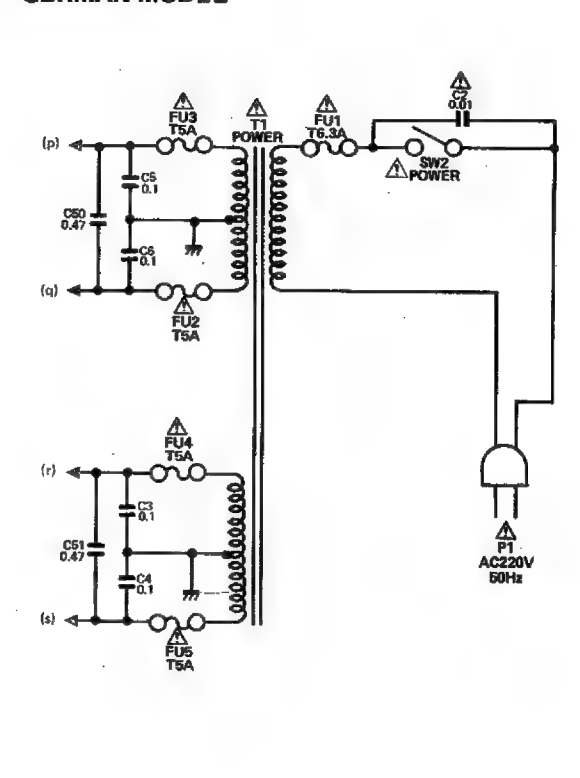 C2
0.01
FU3
T5A
T1
POWER
FU1
T6.3A
(p)
SW2
POWER
C5
0.1
C50
0.47
C6
0.1
(q)
FU2
T5A
FU4
T5A
(r)
C3
0.1
C51
0.47
C4
0.1
P1
AC220V
50Hz
(s)
FU5
T5A